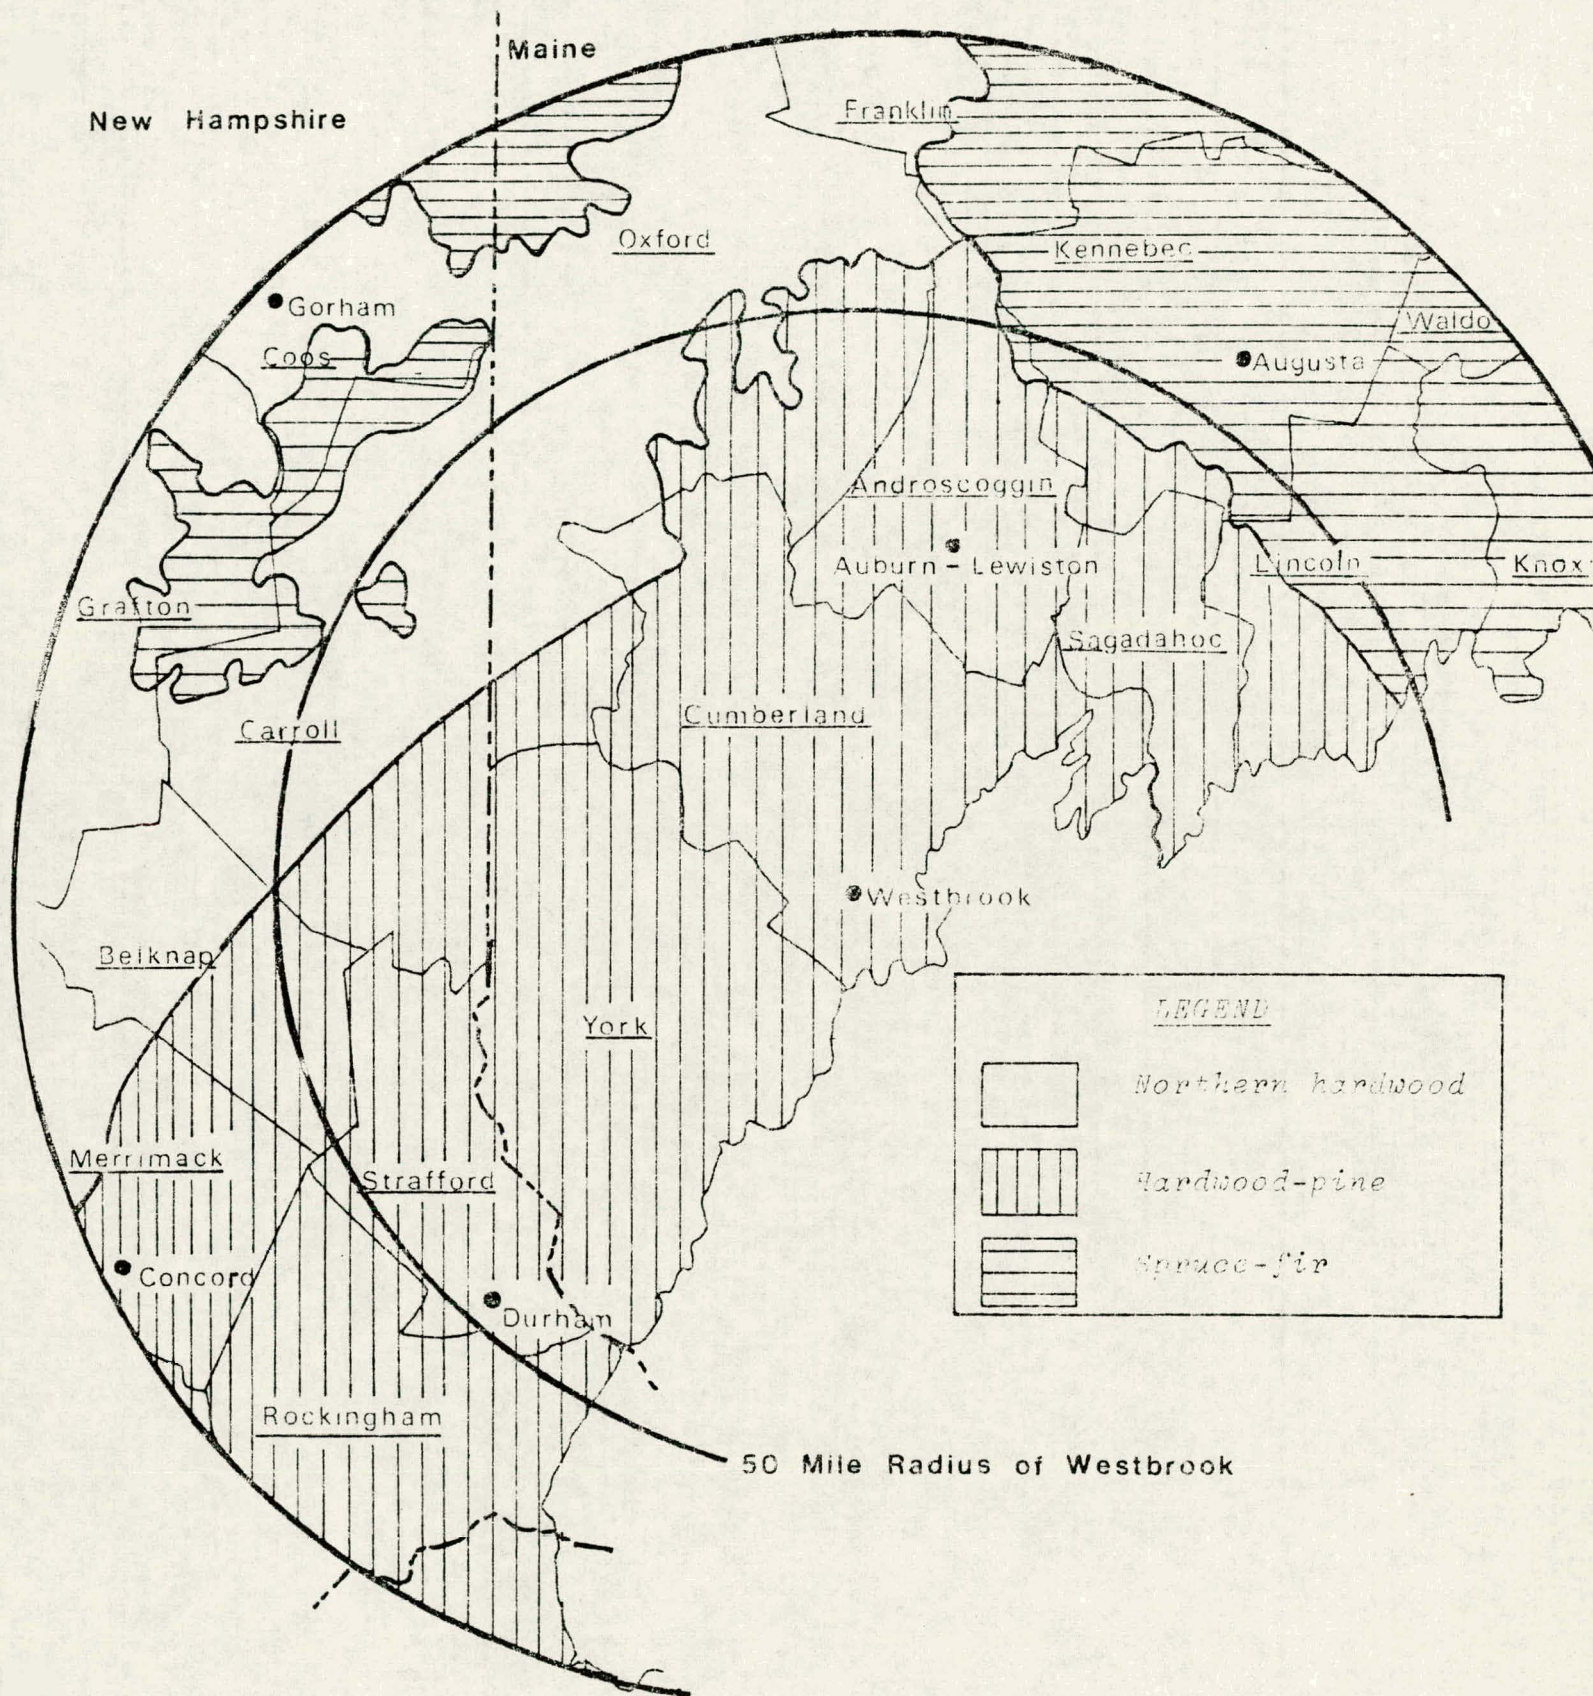 Maine
New Hampshire
Franklin
Oxford
Kennebec
Gorham
Waldo
Coos
Augusta
Androscoggin
Auburn - Lewiston
Lincoln
Knox
Grafton
Sagadahoc
Cumberland
Carroll
Westbrook
Belknap
LEGEND
York
Northern hardwood
Merrimack
Strafford
Hardwood-pine
Spruce-fir
Concord
Durham
Rockingham
50 Mile Radius of Westbrook